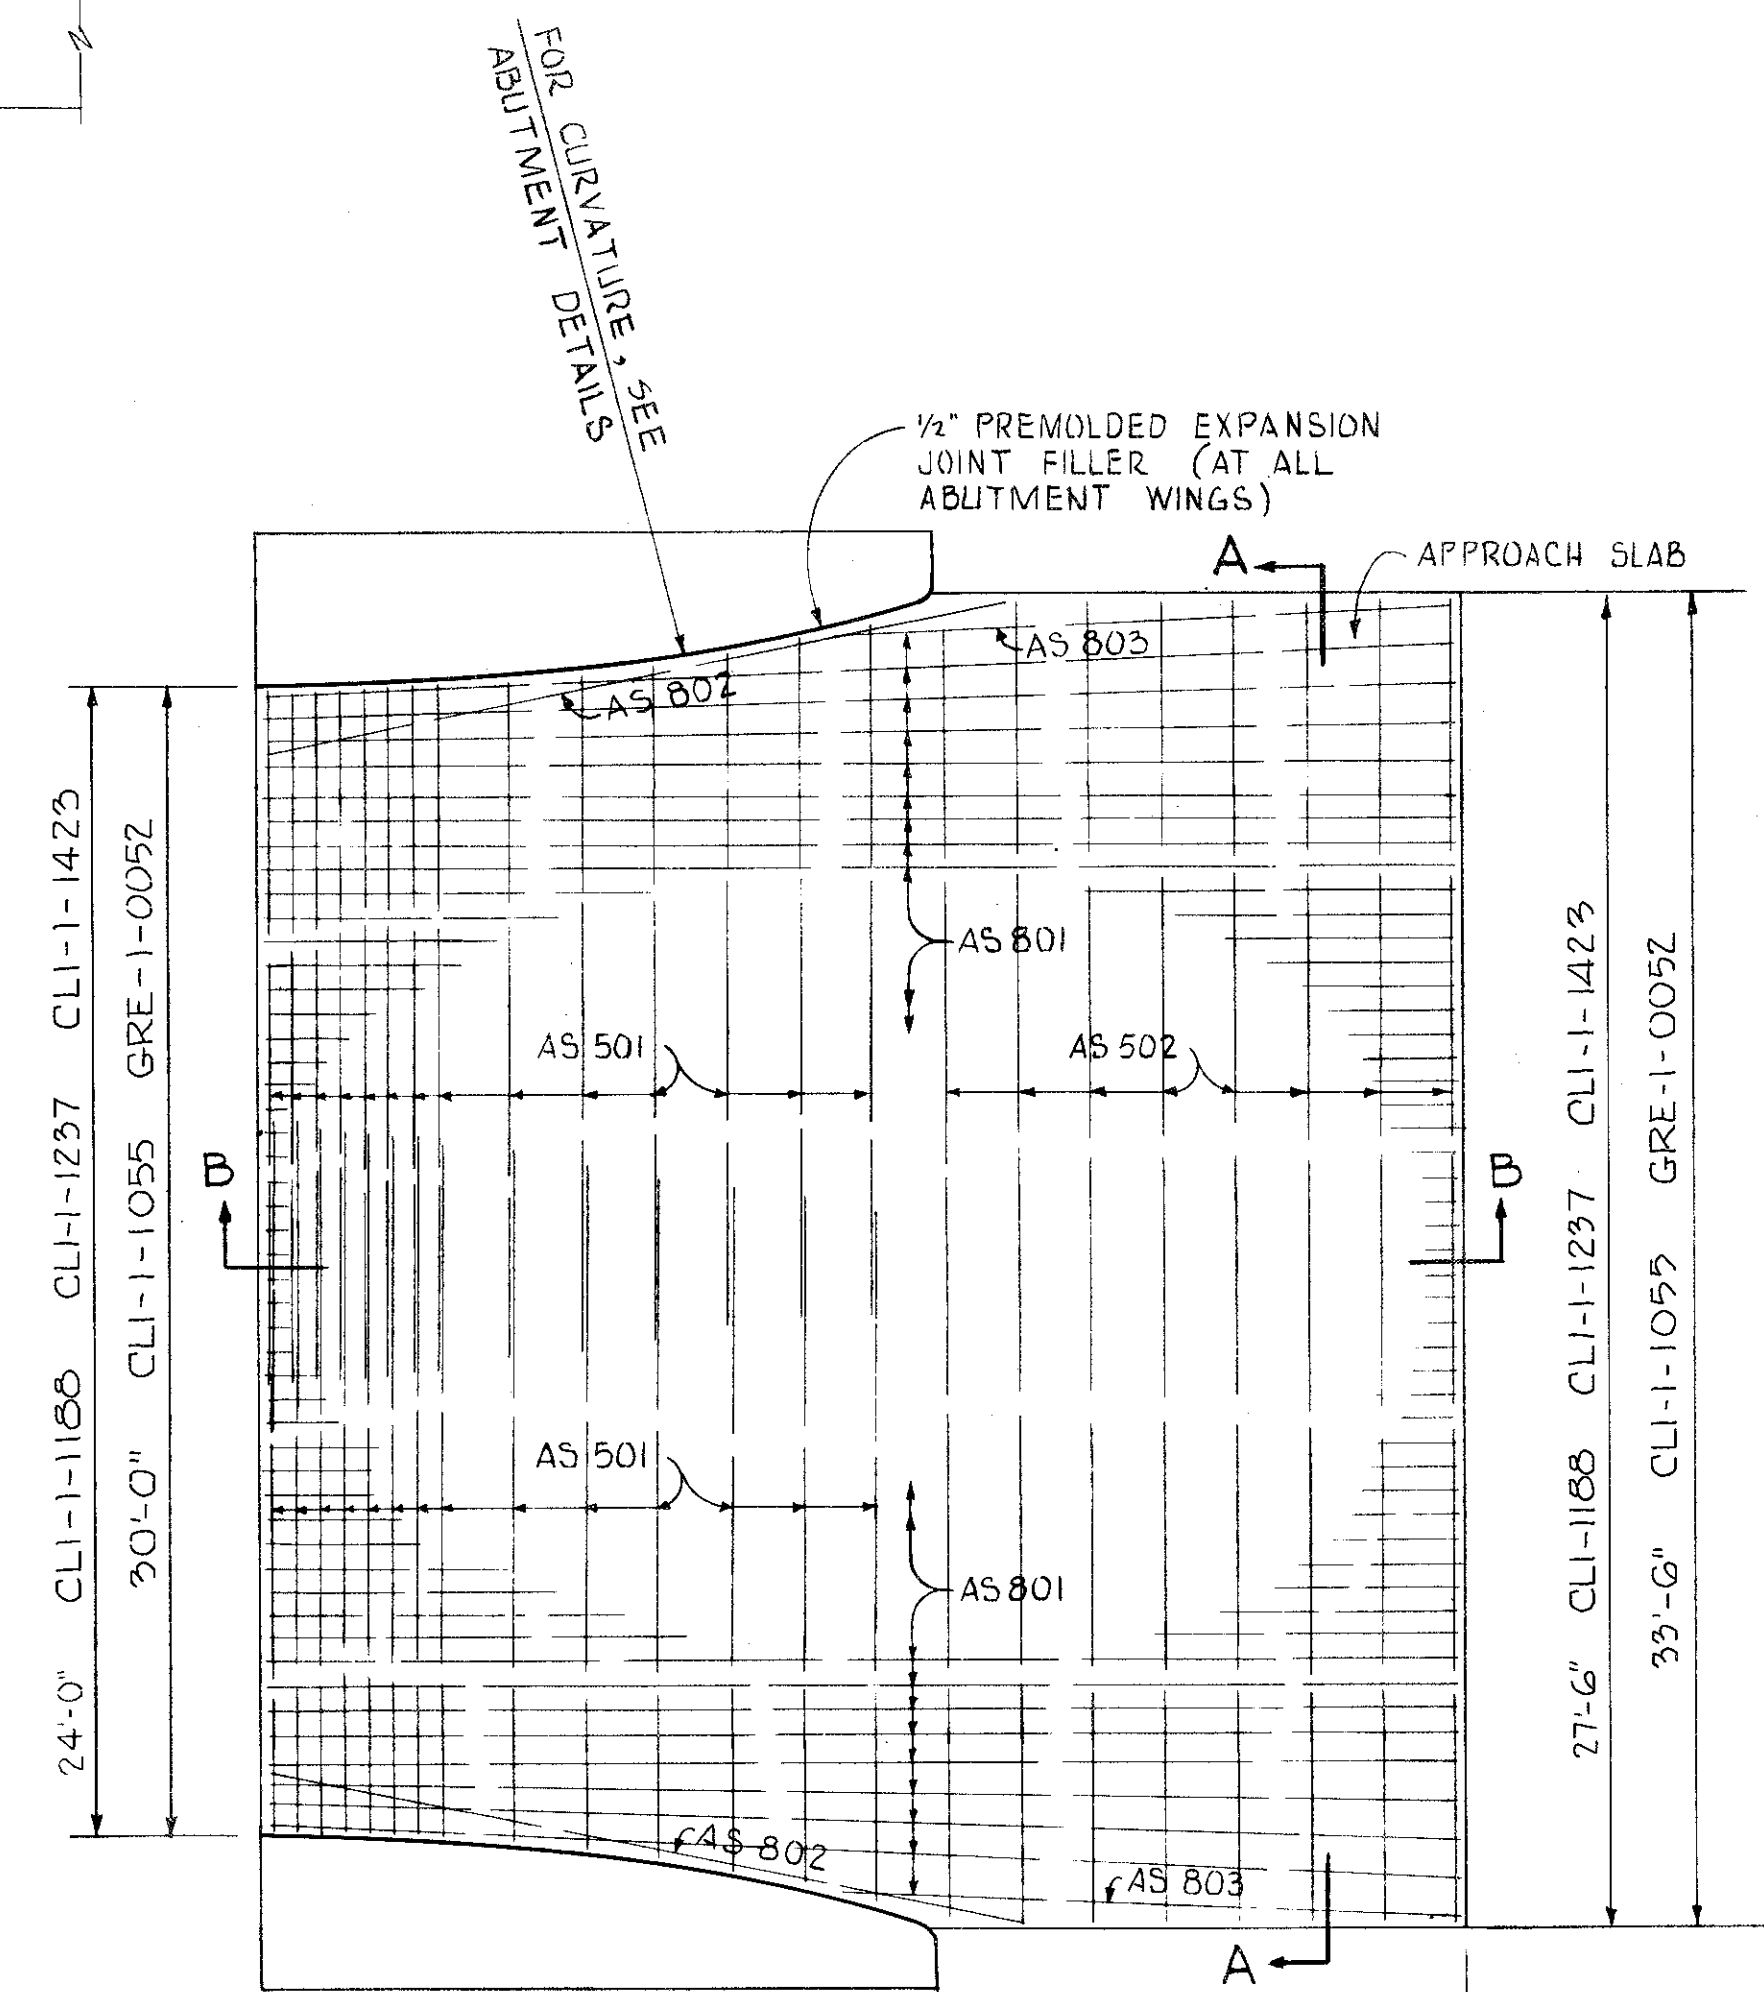 FOR CURVATURE, SEE
ABUTMENT DETAILS
1/2" PREMOLDED EXPANSION
JOINT FILLER (AT ALL
ABUTMENT WINGS)
A
APPROACH SLAB
AS 803
AS 802
AS 801
AS 501
AS 502
B
B
24'-0" CLI-1-1188 CLI-1-1237 CLI-1-1423
30'-0" CLI-1-1055 GRE-1-0052
27'-6" CLI-1-1188 CLI-1-1237 CLI-1-1423
33'-6" CLI-1-1055 GRE-1-0052
AS 501
AS 801
AS 802
AS 803
A